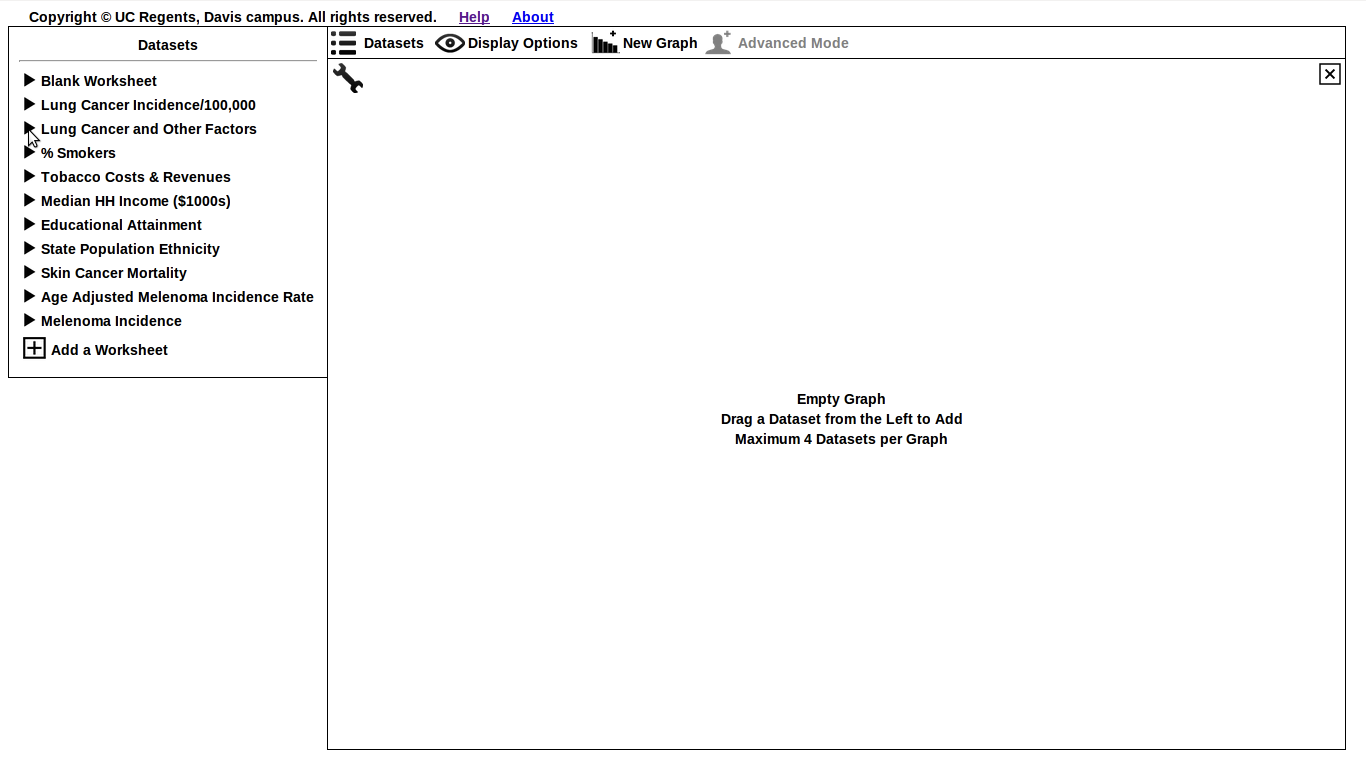 Copyright © UC Regents, Davis campus. All rights reserved. Help About
Datasets
Blank Worksheet
Lung Cancer Incidence/100,000
Lung Cancer and Other Factors
% Smokers
Tobacco Costs & Revenues
Median HH Income ($1000s)
Educational Attainment
State Population Ethnicity
Skin Cancer Mortality
Age Adjusted Melenoma Incidence Rate
Melenoma Incidence
Add a Worksheet
Datasets Display Options New Graph Advanced Mode
Empty Graph
Drag a Dataset from the Left to Add
Maximum 4 Datasets per Graph